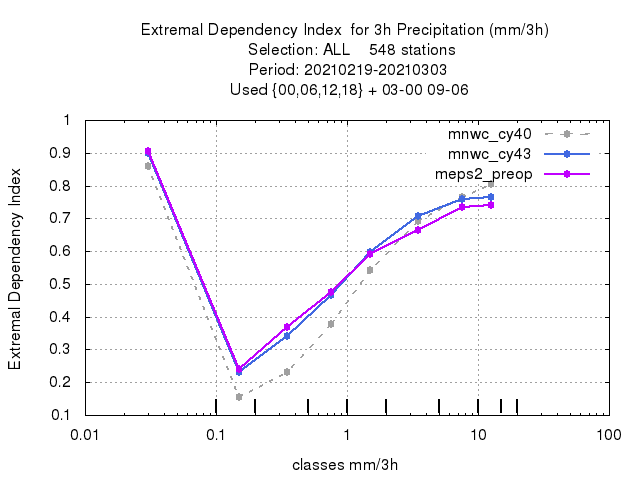 Extremal Dependency Index  for 3h Precipitation (mm/3h)
Selection: ALL    548 stations
Period: 20210219-20210303
Used {00,06,12,18} + 03-00 09-06
mnwc_cy40
mnwc_cy43
meps2_preop
1
0.9
0.8
0.7
0.6
0.5
0.4
0.3
0.2
0.1
Extremal Dependency Index
0.01 0.1 1 10 100
classes mm/3h